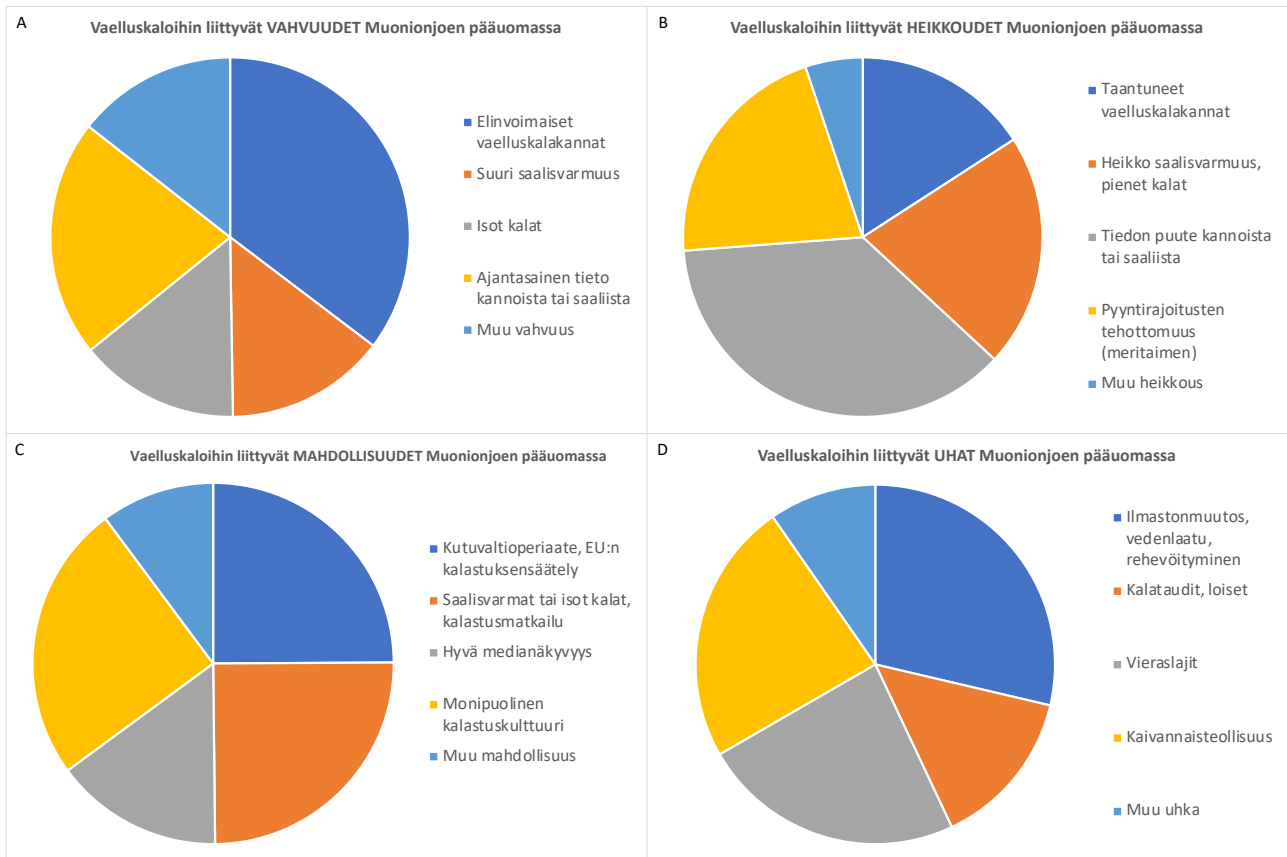 A
Vaelluskaloihin liittyvät VAHVUUDET Muonionjoen pääuomassa
Elinvoimaiset
vaelluskalakannat
Suuri saalisvarmuus
Isot kalat
Ajantasainen tieto
kannoista tai saaliista
Muu vahvuus
B
Vaelluskaloihin liittyvät HEIKKOUDET Muonionjoen pääuomassa
Taantuneet
vaelluskalakannat
Heikko saalisvarmuus,
pienet kalat
Tiedon puute kannoista
tai saaliista
Pyyntirajoitusten
tehottomuus
(meritaimen)
Muu heikkous
C
Vaelluskaloihin liittyvät MAHDOLLISUUDET Muonionjoen pääuomassa
Kutuvaltioperiaate, EU:n
kalastuksensäätely
Saalisvarmat tai isot kalat,
kalastusmatkailu
Hyvä medianäkyvyys
Monipuolinen
kalastuskulttuuri
Muu mahdollisuus
D
Vaelluskaloihin liittyvät UHAT Muonionjoen pääuomassa
Ilmastonmuutos,
vedenlaatu,
rehevöityminen
Kalataudit, loiset
Vieraslajit
Kaivannaisteollisuus
Muu uhka